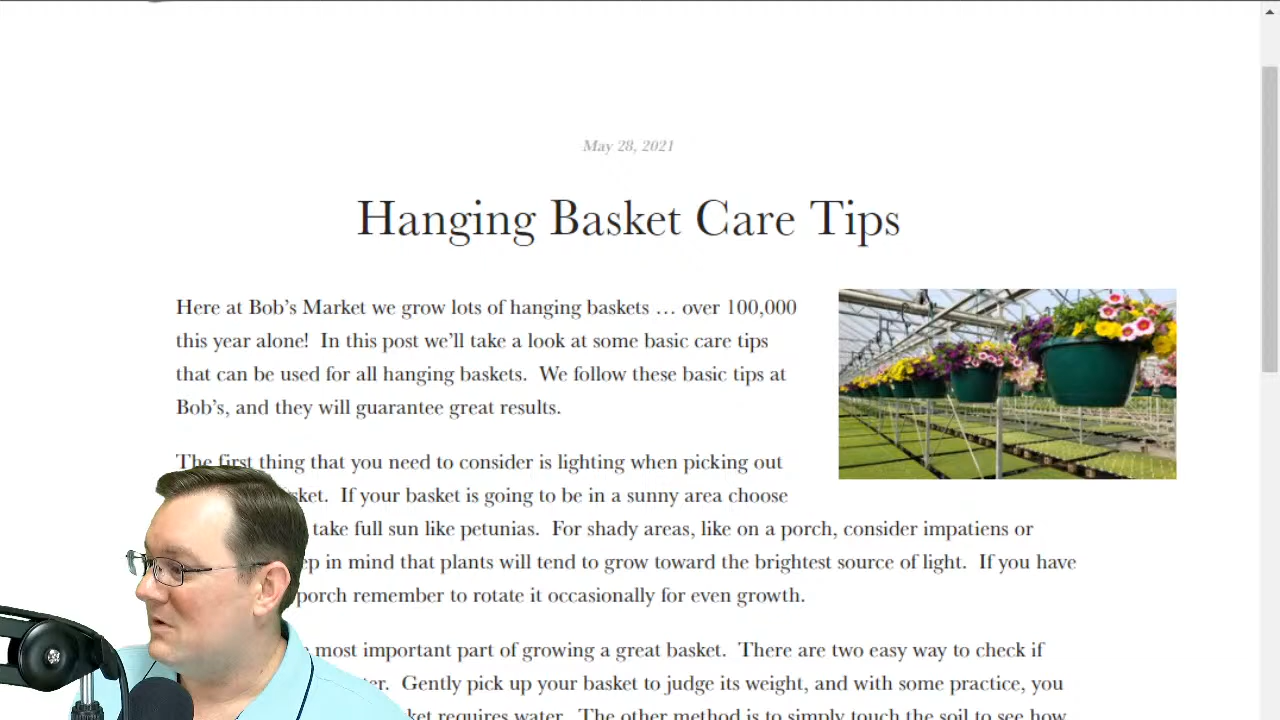 May 28, 2021
Hanging Basket Care Tips
Here at Bob's Market we grow lots of hanging baskets … over 100,000
this year alone!  In this post we'll take a look at some basic care tips
that can be used for all hanging baskets.  We follow these basic tips at
Bob's, and they will guarantee great results.
The first thing that you need to consider is lighting when picking out
If your basket is going to be in a sunny area choose
take full sun like petunias.  For shady areas, like on a porch, consider impatiens or
in mind that plants will tend to grow toward the brightest source of light.  If you have
porch remember to rotate it occasionally for even growth.
most important part of growing a great basket.  There are two easy way to check if
Gently pick up your basket to judge its weight, and with some practice, you
requires water.  The other method is to simply touch the soil to see how